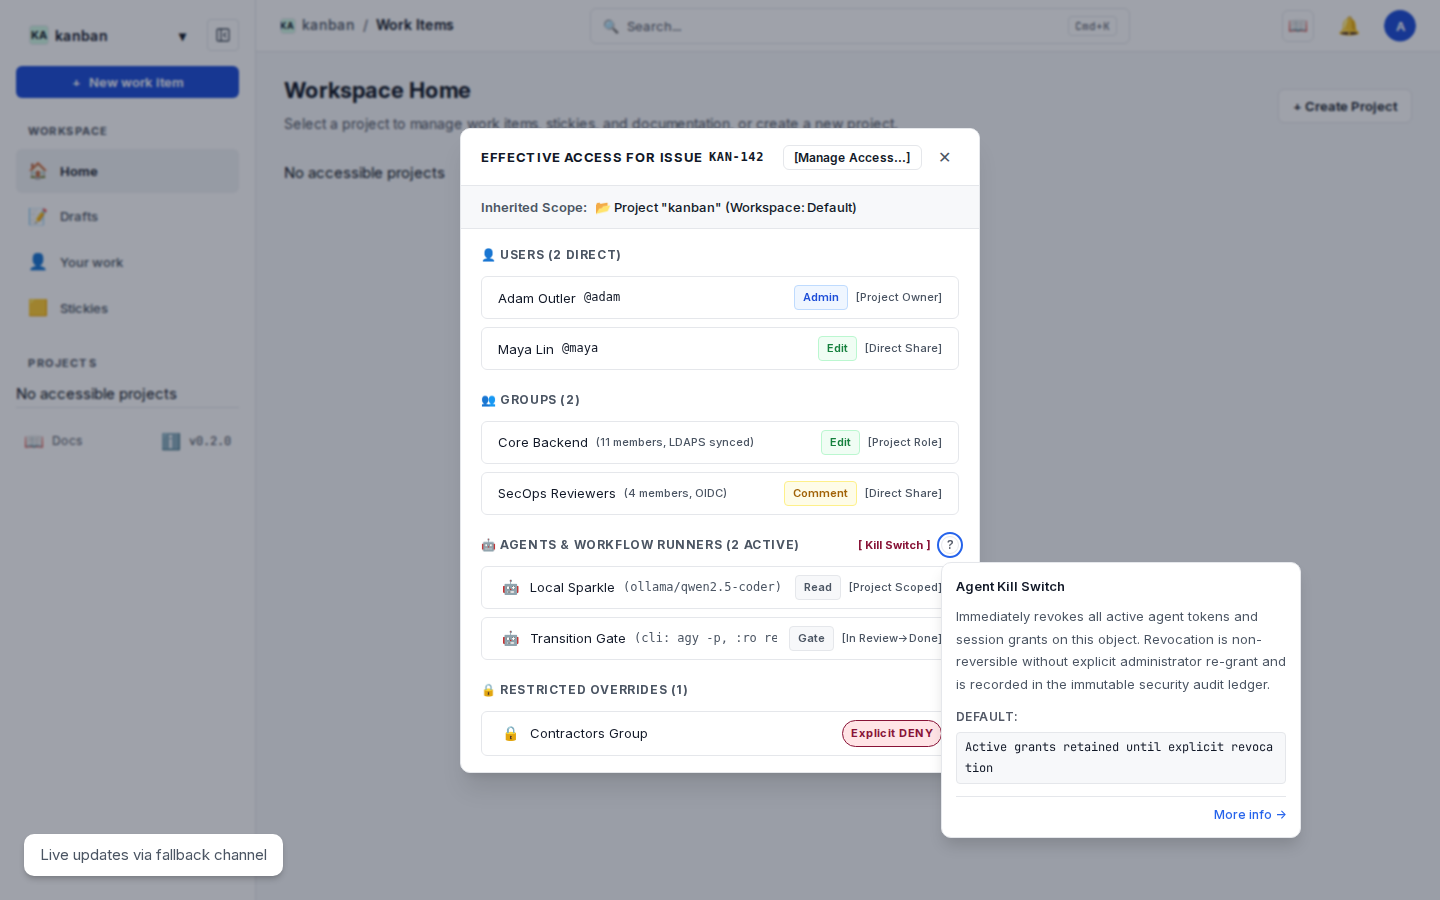 KA kanban
+ New work item
WORKSPACE
Home
Drafts
Your work
Stickies
PROJECTS
No accessible projects
Docs v0.2.0
KA kanban / Work Items
Search... Cmd+K
A
Workspace Home
Select a project to manage work items, stickies, and documentation, or create a new project.
+ Create Project
No accessible projects
EFFECTIVE ACCESS FOR ISSUE KAN-142
[Manage Access...]
Inherited Scope: Project "kanban" (Workspace: Default)
USERS (2 DIRECT)
Adam Outler @adam Admin [Project Owner]
Maya Lin @maya Edit [Direct Share]
GROUPS (2)
Core Backend (11 members, LDAPS synced) Edit [Project Role]
SecOps Reviewers (4 members, OIDC) Comment [Direct Share]
AGENTS & WORKFLOW RUNNERS (2 ACTIVE) [ Kill Switch ] ?
Local Sparkle (ollama/qwen2.5-coder) Read [Project Scoped]
Transition Gate (cli: agy -p, :ro re Gate [In Review→Done]
RESTRICTED OVERRIDES (1)
Contractors Group Explicit DENY
Agent Kill Switch
Immediately revokes all active agent tokens and
session grants on this object. Revocation is non-
reversible without explicit administrator re-grant and
is recorded in the immutable security audit ledger.
DEFAULT:
Active grants retained until explicit revoca
tion
More info →
Live updates via fallback channel